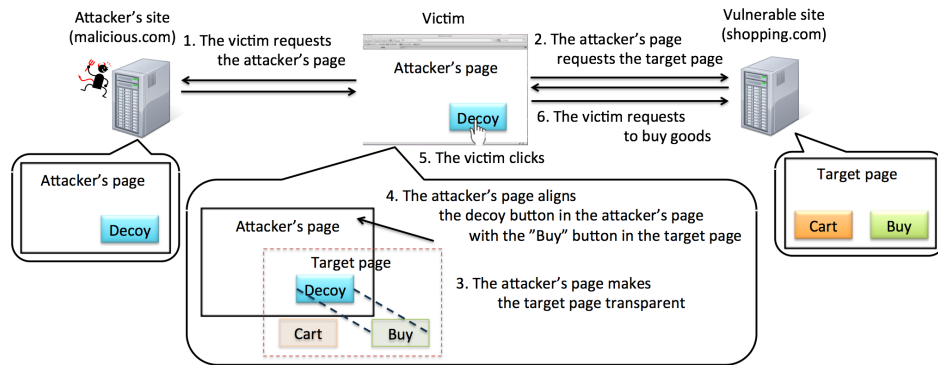 Attacker's site
(malicious.com)
Victim
Vulnerable site
(shopping.com)
1. The victim requests
the attacker's page
2. The attacker's page
requests the target page
Attacker's page
Decoy
6. The victim requests
to buy goods
5. The victim clicks
Attacker's page
Decoy
Target page
Cart
Buy
4. The attacker's page aligns
the decoy button in the attacker's page
with the "Buy" button in the target page
Attacker's page
Target page
Decoy
Cart
Buy
3. The attacker's page makes
the target page transparent